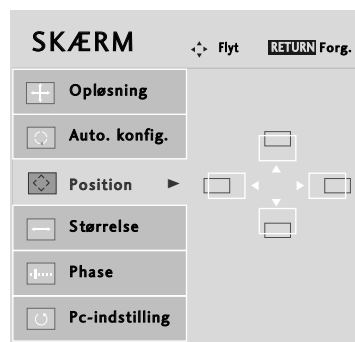 SKÆRM
Flyt RETURN Forg.
Opløsning
Auto. konfig.
Position
Størrelse
Phase
Pc-indstilling